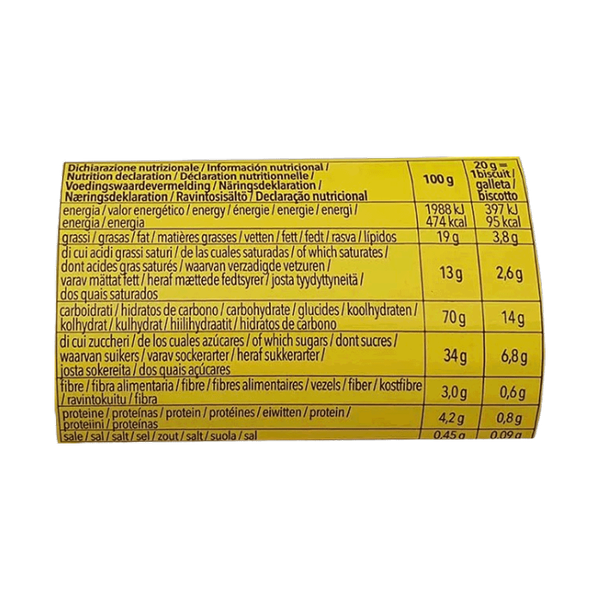 Dichiarazione nutrizionale / Información nutricional /
Nutrition declaration / Déclaration nutritionnelle /
Voedingswaardevermelding / Näringsdeklaration /
Næringsdeklaration / Ravintosisältö / Declaração nutricional
100 g
20 g =
1 biscuit /
galleta /
biscotto
energia / valor energético / energy / énergie / energie / energi /
energia / energia
1988 kJ
474 kcal
397 kJ
95 kcal
grassi / grasas / fat / matières grasses / vetten / fett / fedt / rasva / lípidos
19 g
3,8 g
di cui acidi grassi saturi / de las cuales saturadas / of which saturates /
dont acides gras saturés / waarvan verzadigde vetzuren /
varav mättat fett / heraf mættede fedtsyrer / josta tyydyttyneitä /
dos quais saturados
13 g
2,6 g
carboidrati / hidratos de carbono / carbohydrate / glucides / koolhydraten /
kolhydrat / kulhydrat / hiilihydraatit / hidratos de carbono
70 g
14 g
di cui zuccheri / de los cuales azúcares / of which sugars / dont sucres /
waarvan suikers / varav sockerarter / heraf sukkerarter /
josta sokereita / dos quais açúcares
34 g
6,8 g
fibre / fibra alimentaria / fibre / fibres alimentaires / vezels / fiber / kostfibre
/ ravintokuitu / fibra
3,0 g
0,6 g
proteine / proteínas / protein / protéines / eiwitten / protein /
proteiini / proteínas
4,2 g
0,8 g
sale / sal / salt / sel / zout / salt / suola / sal
0,45 g
0,09 g